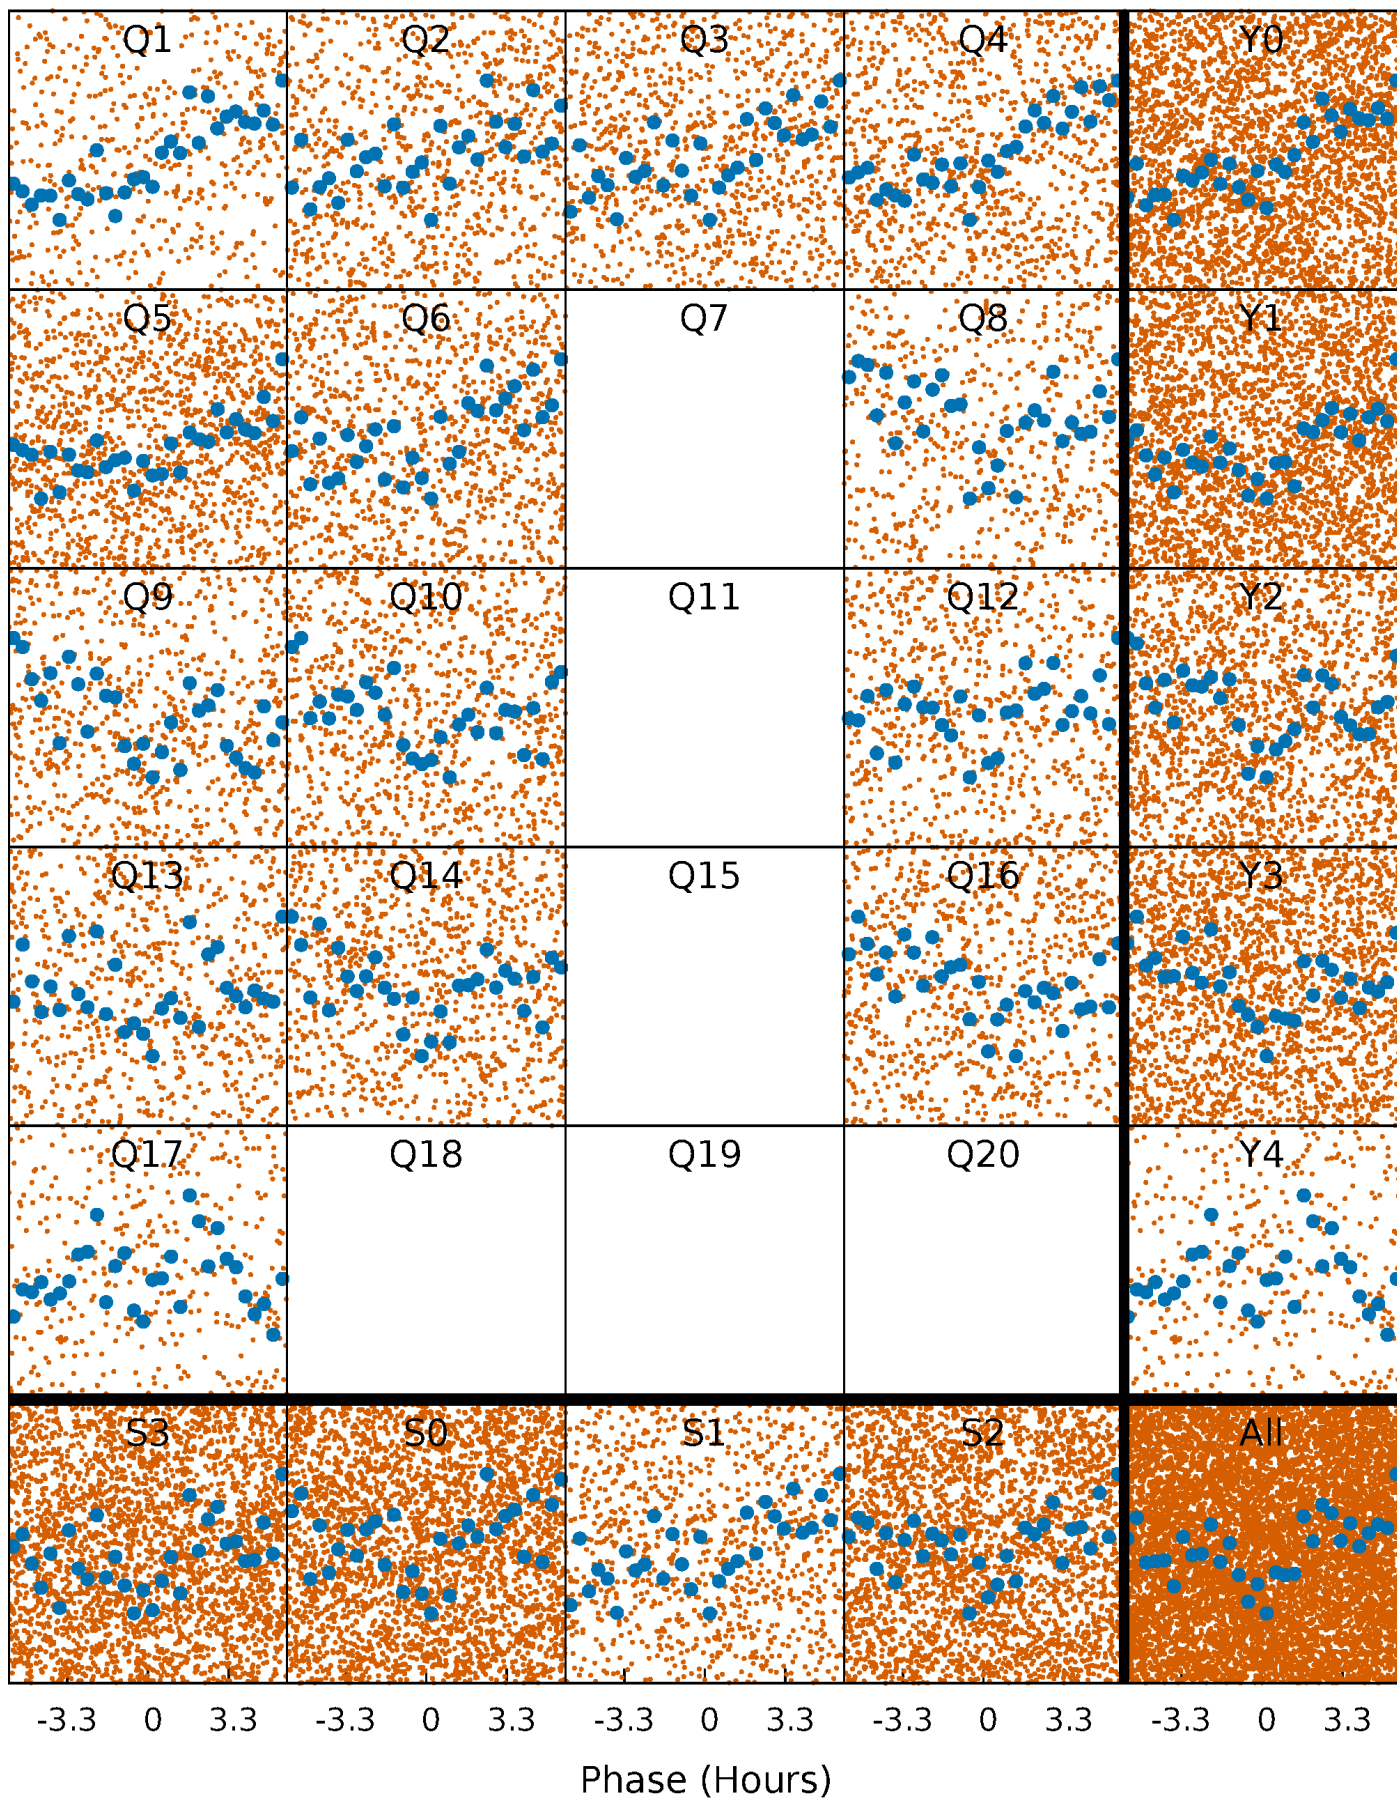 Q1 Q2 Q3 Q4 Y0
Q5 Q6 Q7 Q8 Y1
Q9 Q10 Q11 Q12 Y2
Q13 Q14 Q15 Q16 Y3
Q17 Q18 Q19 Q20 Y4
S3 S0 S1 S2 All
-3.3 0 3.3 -3.3 0 3.3 -3.3 0 3.3 -3.3 0 3.3 -3.3 0 3.3
Phase (Hours)